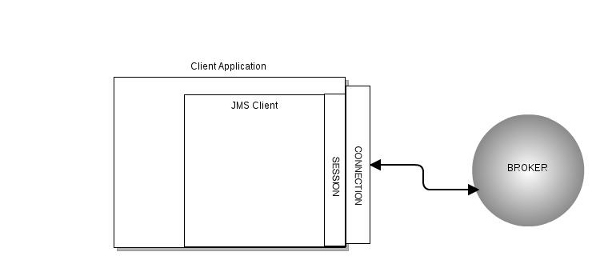 Client Application
JMS Client
SESSION
CONNECTION
BROKER